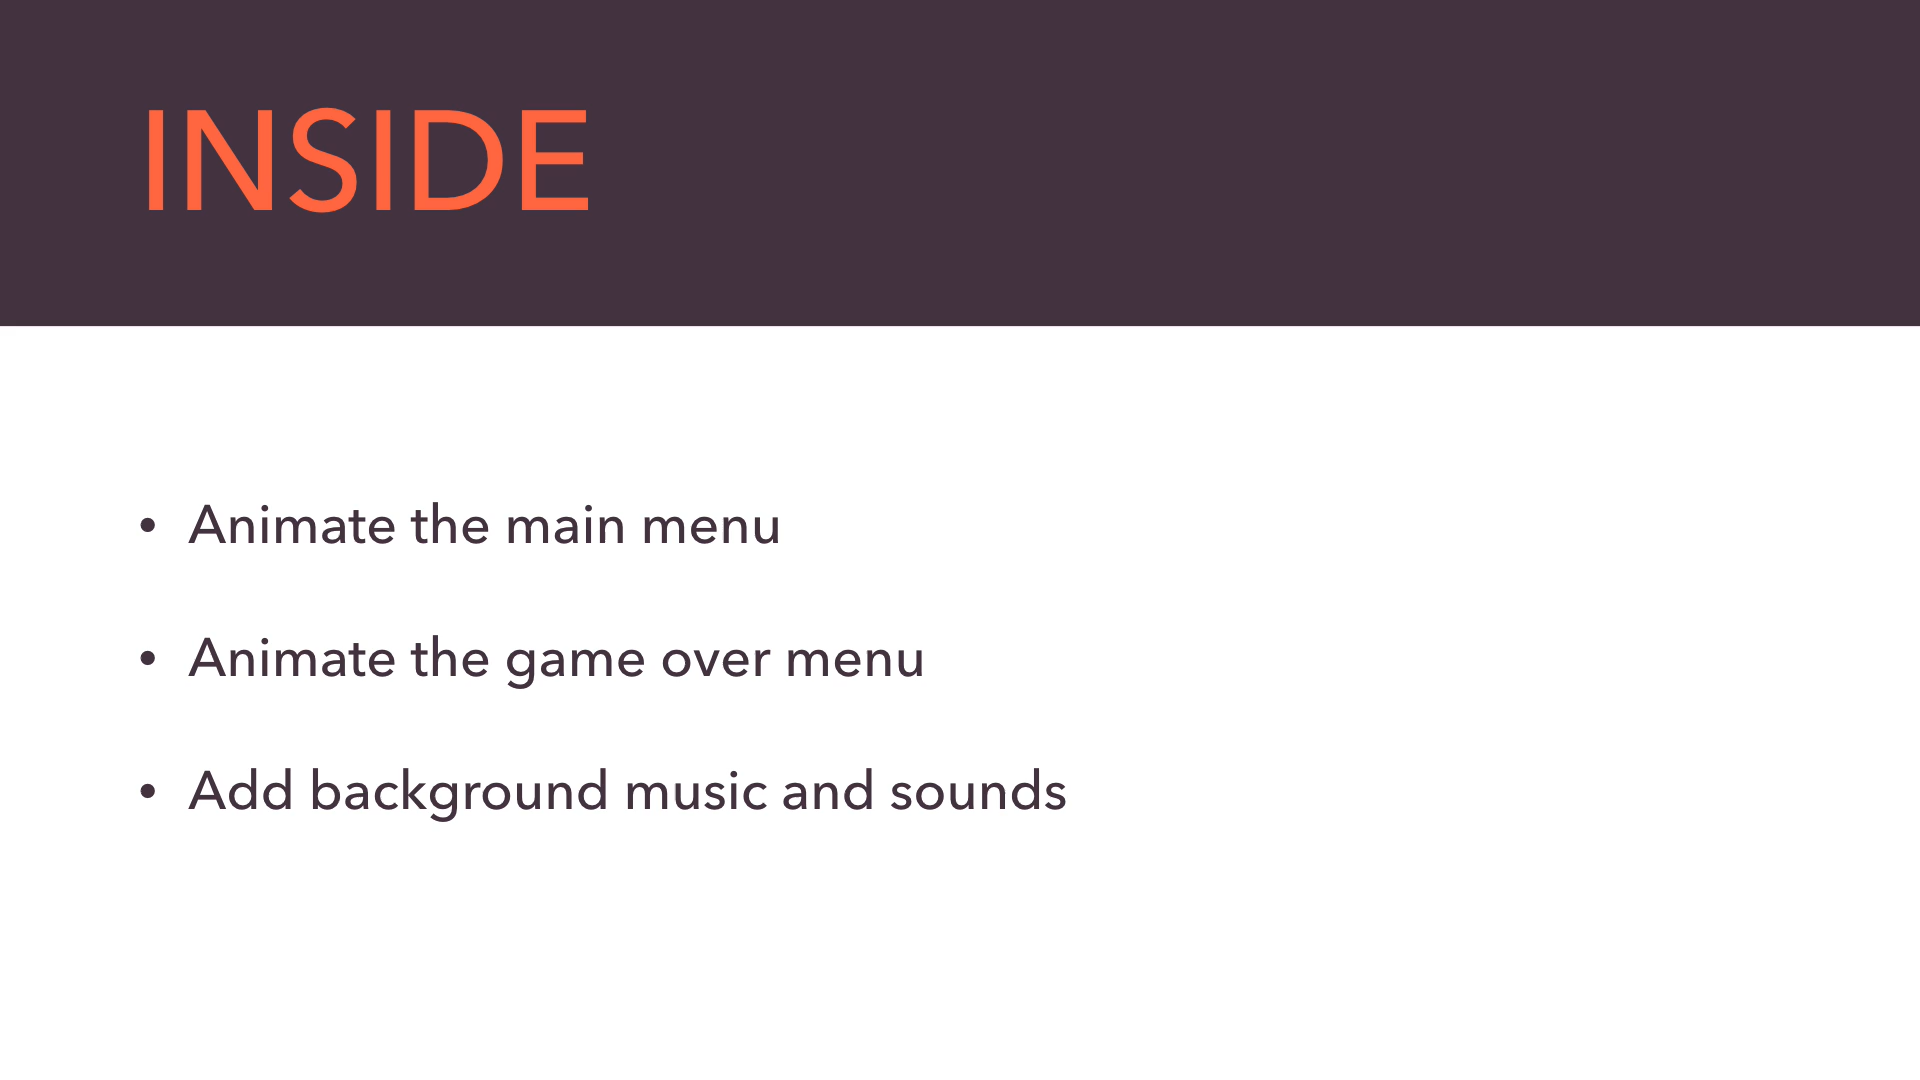 INSIDE
• Animate the main menu
• Animate the game over menu
• Add background music and sounds